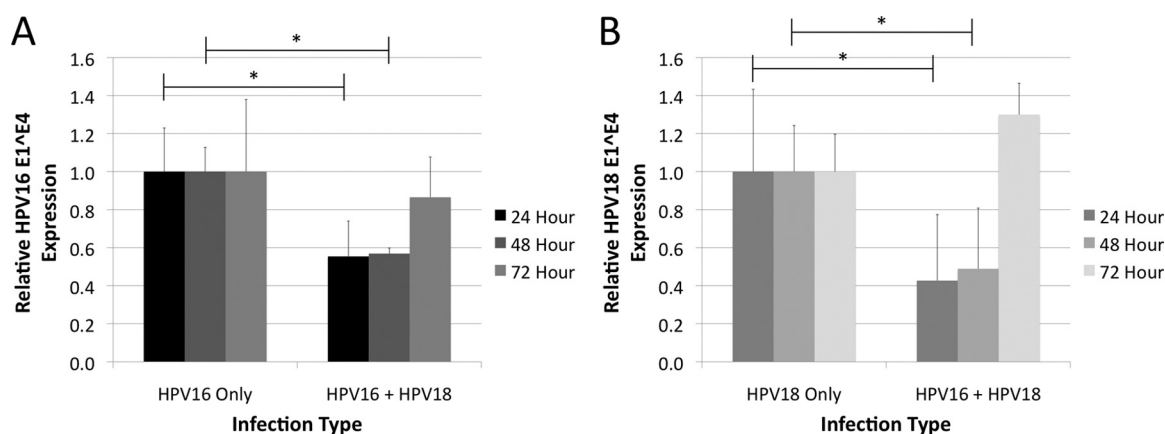 A
Relative HPV16 E1^E4
Expression
1.6
1.4
1.2
1.0
0.8
0.6
0.4
0.2
0.0
*
*
HPV16 Only
HPV16 + HPV18
Infection Type
24 Hour
48 Hour
72 Hour
B
Relative HPV18 E1^E4
Expression
1.6
1.4
1.2
1.0
0.8
0.6
0.4
0.2
0.0
*
*
HPV18 Only
HPV16 + HPV18
Infection Type
24 Hour
48 Hour
72 Hour